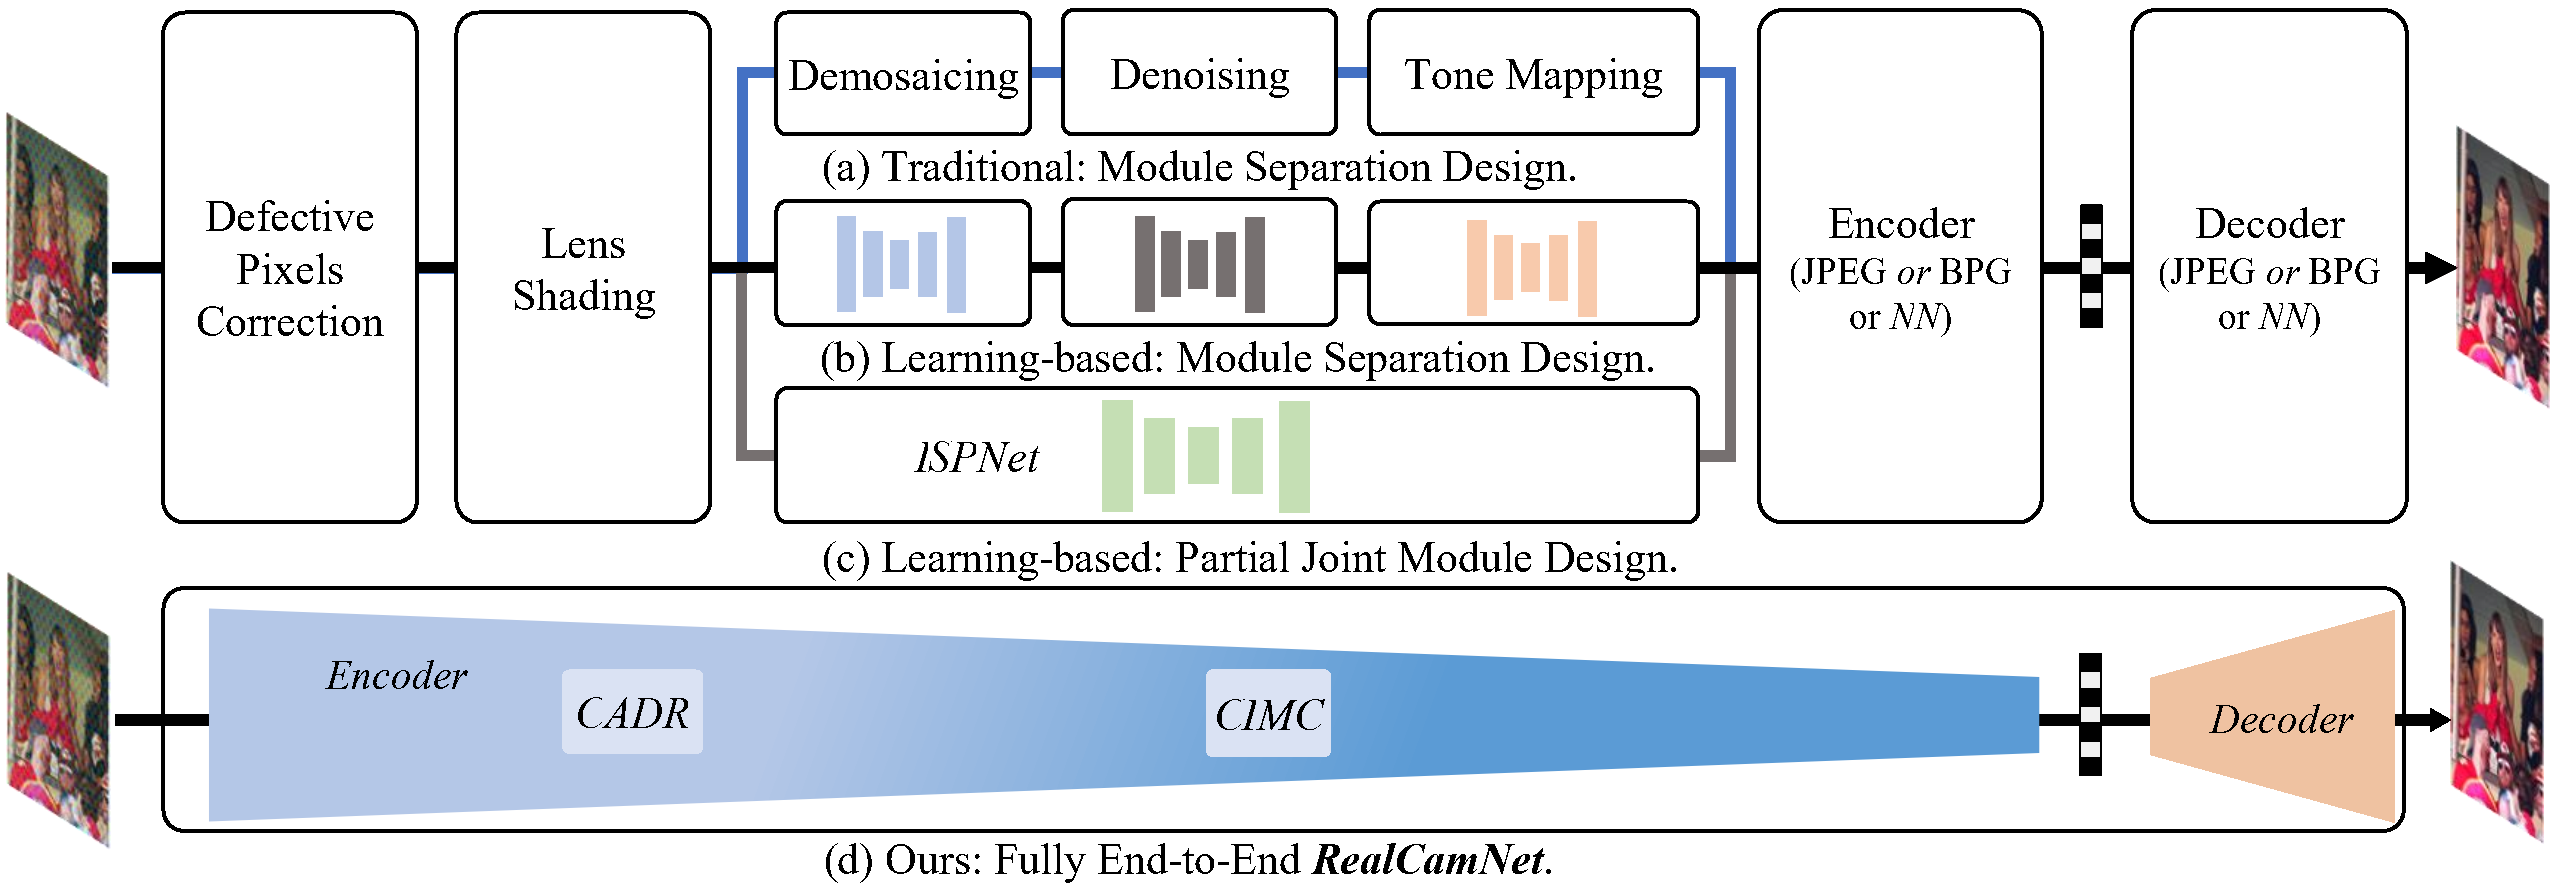 Defective
Pixels
Correction
Lens
Shading
Demosaicing
Denoising
Tone Mapping
(a) Traditional: Module Separation Design.
(b) Learning-based: Module Separation Design.
ISPNet
(c) Learning-based: Partial Joint Module Design.
Encoder
(JPEG or BPG
or NN)
Decoder
(JPEG or BPG
or NN)
Encoder
CADR
CIMC
Decoder
(d) Ours: Fully End-to-End RealCamNet.